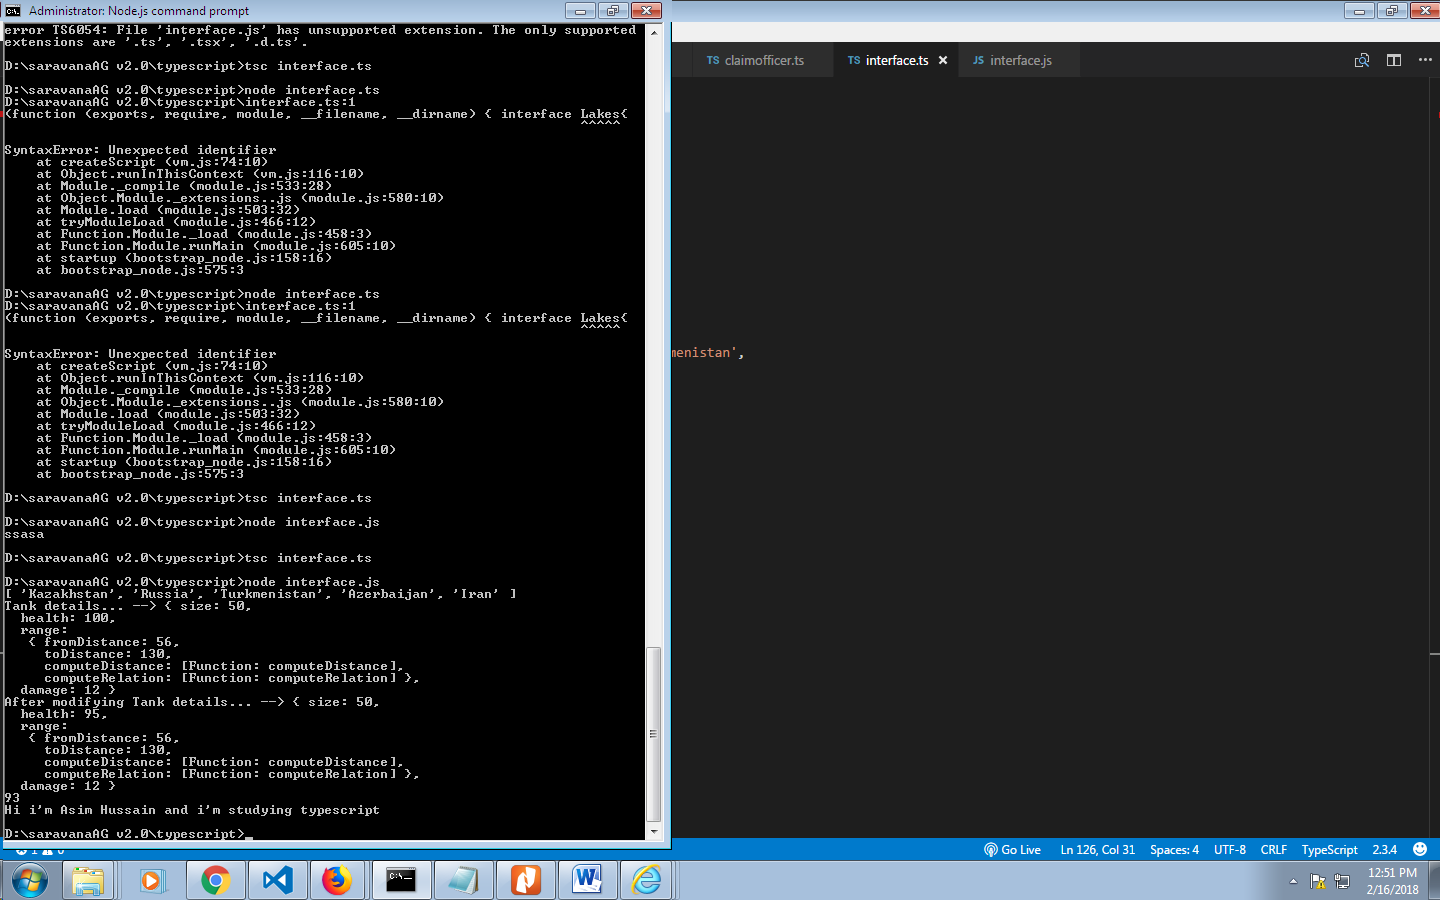 Administrator: Node.js command prompt
error TS6054: File 'interface.js' has unsupported extension. The only supported
extensions are '.ts', '.tsx', '.d.ts'.
D:\saravanaAG v2.0\typescript>tsc interface.ts
D:\saravanaAG v2.0\typescript>node interface.ts
D:\saravanaAG v2.0\typescript\interface.ts:1
(function (exports, require, module, __filename, __dirname) { interface Lakes{
^^^^^
SyntaxError: Unexpected identifier
at createScript (vm.js:74:10)
at Object.runInThisContext (vm.js:116:10)
at Module._compile (module.js:533:28)
at Object.Module._extensions..js (module.js:580:10)
at Module.load (module.js:503:32)
at tryModuleLoad (module.js:466:12)
at Function.Module._load (module.js:458:3)
at Function.Module.runMain (module.js:605:10)
at startup (bootstrap_node.js:158:16)
at bootstrap_node.js:575:3
D:\saravanaAG v2.0\typescript>node interface.ts
D:\saravanaAG v2.0\typescript\interface.ts:1
(function (exports, require, module, __filename, __dirname) { interface Lakes{
^^^^^
SyntaxError: Unexpected identifier
at createScript (vm.js:74:10)
at Object.runInThisContext (vm.js:116:10)
at Module._compile (module.js:533:28)
at Object.Module._extensions..js (module.js:580:10)
at Module.load (module.js:503:32)
at tryModuleLoad (module.js:466:12)
at Function.Module._load (module.js:458:3)
at Function.Module.runMain (module.js:605:10)
at startup (bootstrap_node.js:158:16)
at bootstrap_node.js:575:3
D:\saravanaAG v2.0\typescript>tsc interface.ts
D:\saravanaAG v2.0\typescript>node interface.js
ssasa
D:\saravanaAG v2.0\typescript>tsc interface.ts
D:\saravanaAG v2.0\typescript>node interface.js
[ 'Kazakhstan', 'Russia', 'Turkmenistan', 'Azerbaijan', 'Iran' ]
Tank details... --> { size: 50,
health: 100,
range:
{ fromDistance: 56,
toDistance: 130,
computeDistance: [Function: computeDistance],
computeRelation: [Function: computeRelation] },
damage: 12 }
After modifying Tank details... --> { size: 50,
health: 95,
range:
{ fromDistance: 56,
toDistance: 130,
computeDistance: [Function: computeDistance],
computeRelation: [Function: computeRelation] },
damage: 12 }
93
Hi i'm Asim Hussain and i'm studying typescript
D:\saravanaAG v2.0\typescript>_
TS claimofficer.ts
TS interface.ts
JS interface.js
menistan',
Go Live Ln 126, Col 31 Spaces: 4 UTF-8 CRLF TypeScript 2.3.4
12:51 PM
2/16/2018